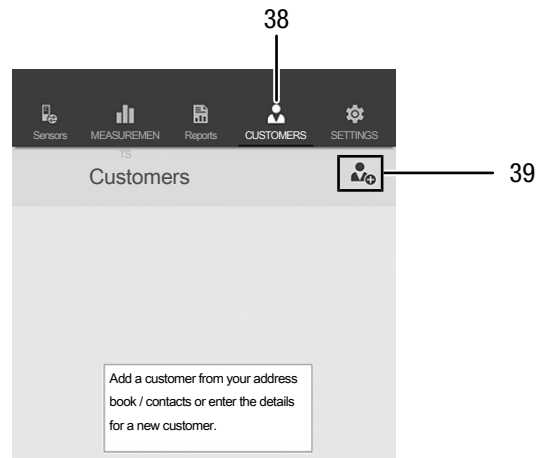 38
Sensors MEASUREMEN Reports CUSTOMERS SETTINGS
TS
Customers
39
Add a customer from your address
book / contacts or enter the details
for a new customer.